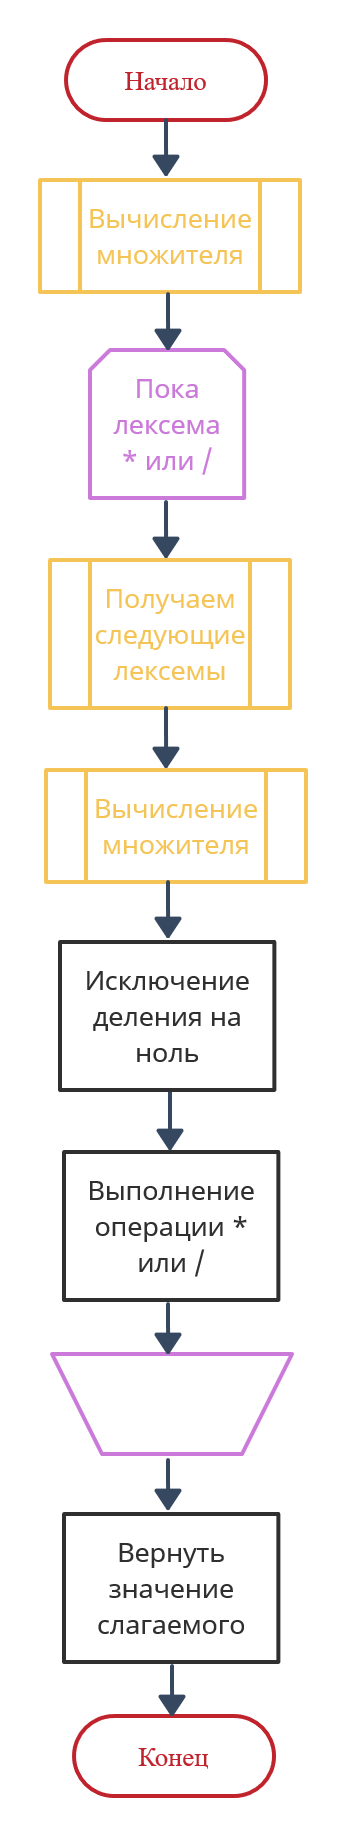 Начало
Вычисление
множителя
Пока
лексема
* или /
Получаем
следующие
лексемы
Вычисление
множителя
Исключение
деления на
ноль
Выполнение
операции *
или /
Вернуть
значение
слагаемого
Конец